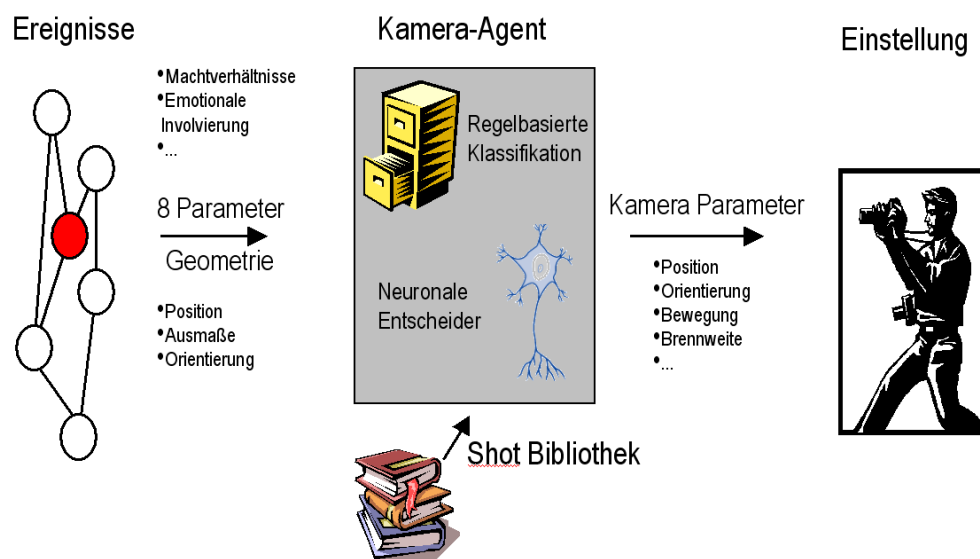 Ereignisse
•Machtverhältnisse
•Emotionale
Involvierung
•...
8 Parameter
Geometrie
•Position
•Ausmaße
•Orientierung
Kamera-Agent
Regelbasierte
Klassifikation
Neuronale
Entscheider
Shot Bibliothek
Kamera Parameter
•Position
•Orientierung
•Bewegung
•Brennweite
•...
Einstellung